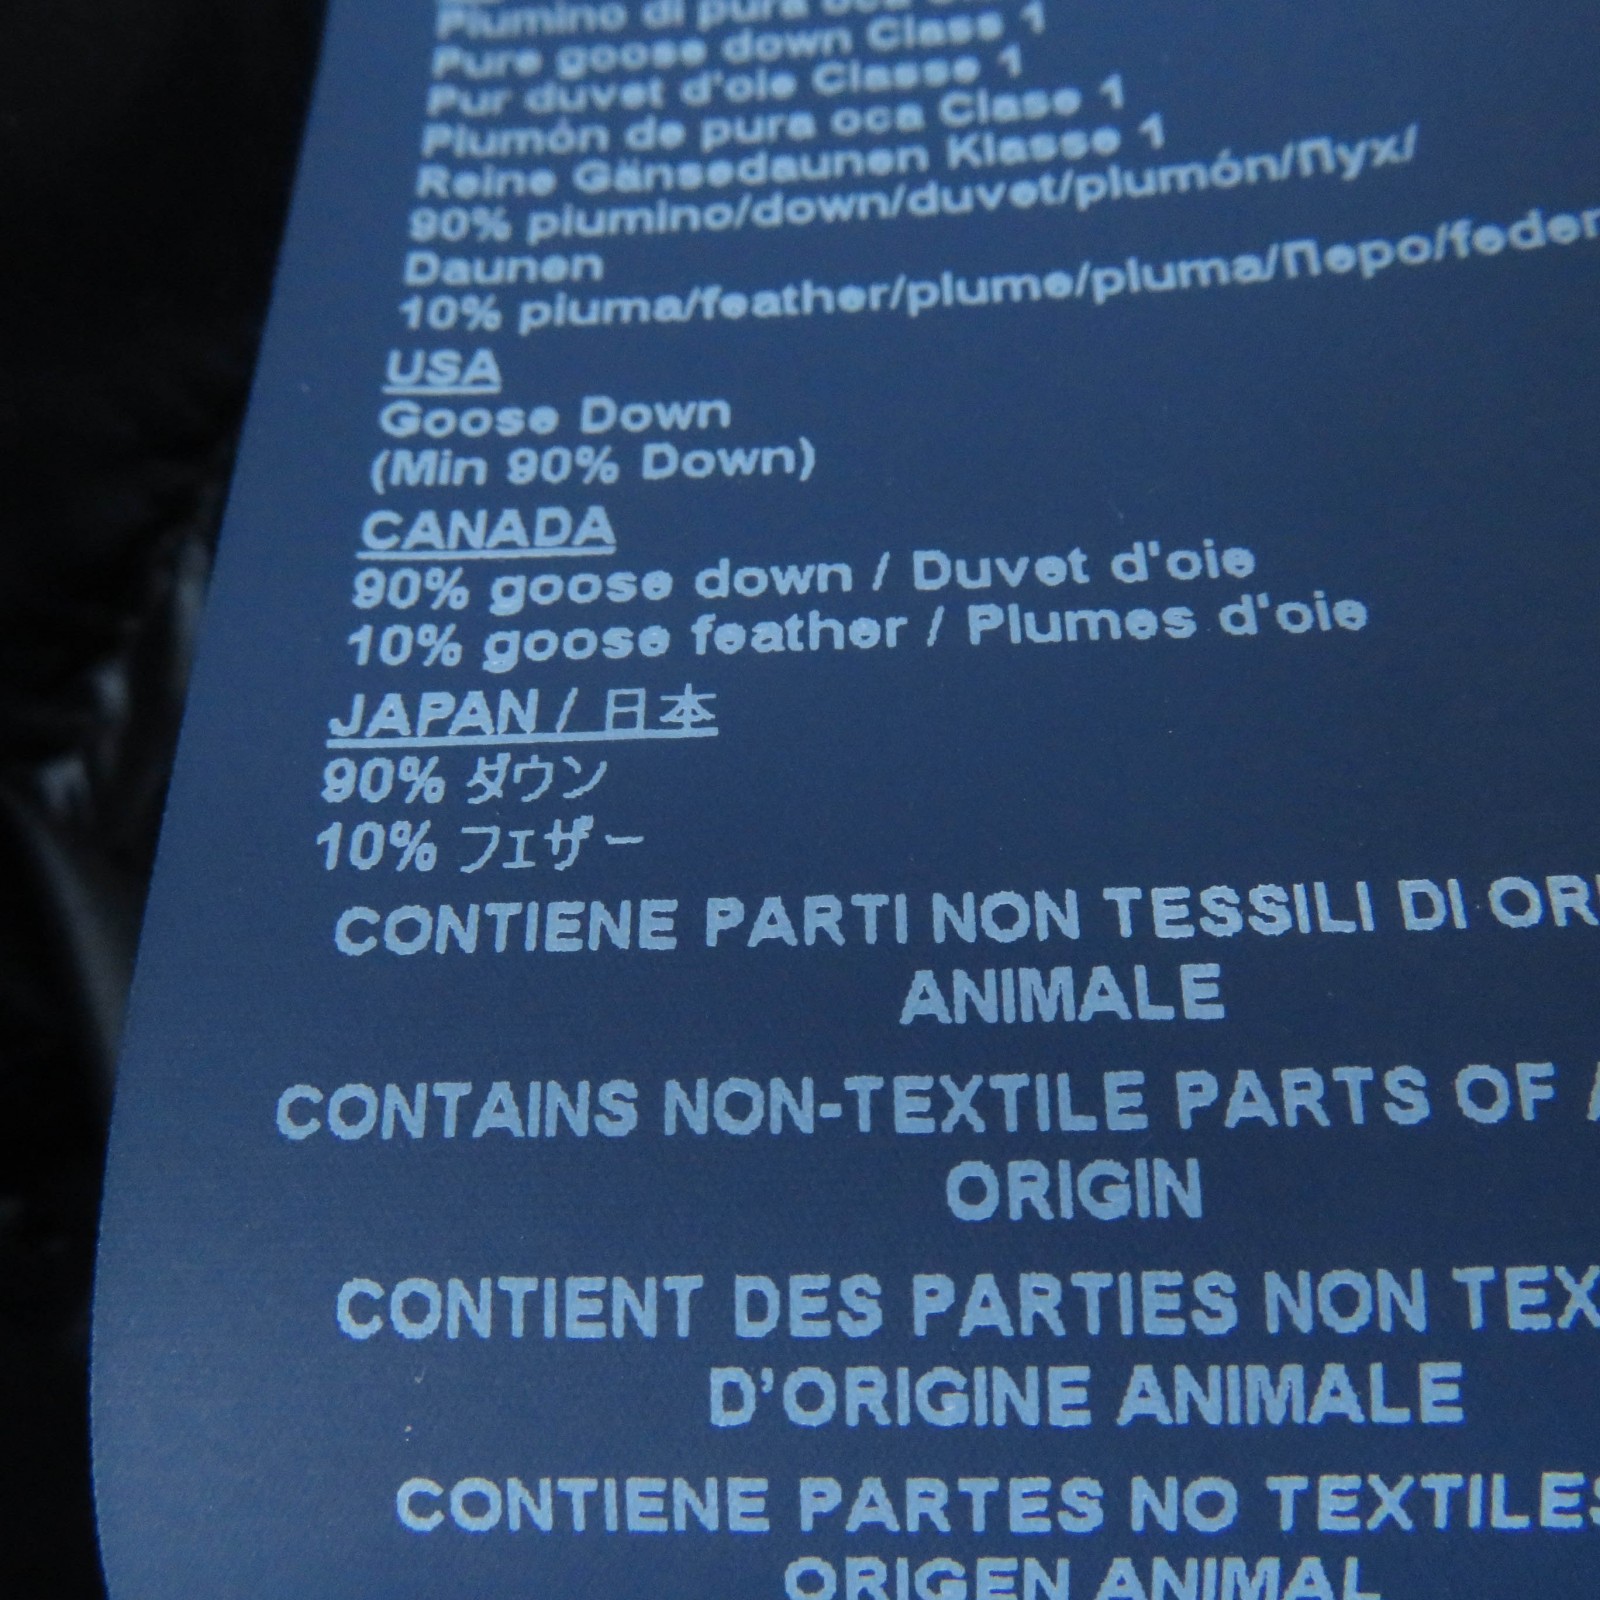 Piumino di pura oca
Pure goose down Class 1
Pur duvet d'oie Classe 1
Plumón de pura oca Clase 1
Reine Gänsedaunen Klasse 1
90% piumino/down/duvet/plumón/Пух/
Daunen
10% piuma/feather/plume/pluma/Перо/feder
USA
Goose Down
(Min 90% Down)
CANADA
90% goose down / Duvet d'oie
10% goose feather / Plumes d'oie
JAPAN / 日本
90% ダウン
10% フェザー
CONTIENE PARTI NON TESSILI DI OR
ANIMALE
CONTAINS NON-TEXTILE PARTS OF
ORIGIN
CONTIENT DES PARTIES NON TEX
D'ORIGINE ANIMALE
CONTIENE PARTES NO TEXTILES
ORIGEN ANIMAL